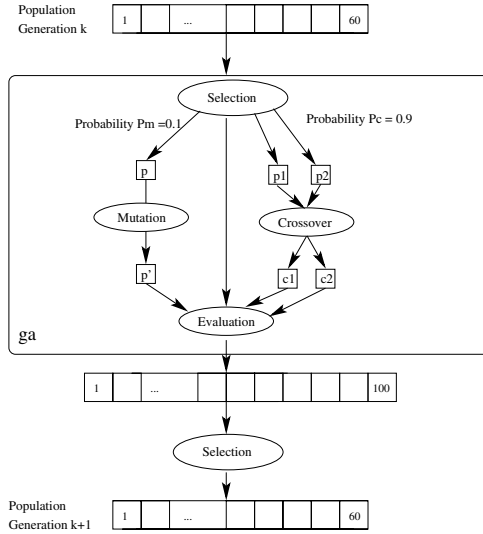 Population
Generation k
1 ... 60
Selection
Probability Pm =0.1
Probability Pc = 0.9
p
p1
p2
Mutation
Crossover
p'
c1
c2
Evaluation
ga
1 ... 100
Selection
Population
Generation k+1
1 ... 60